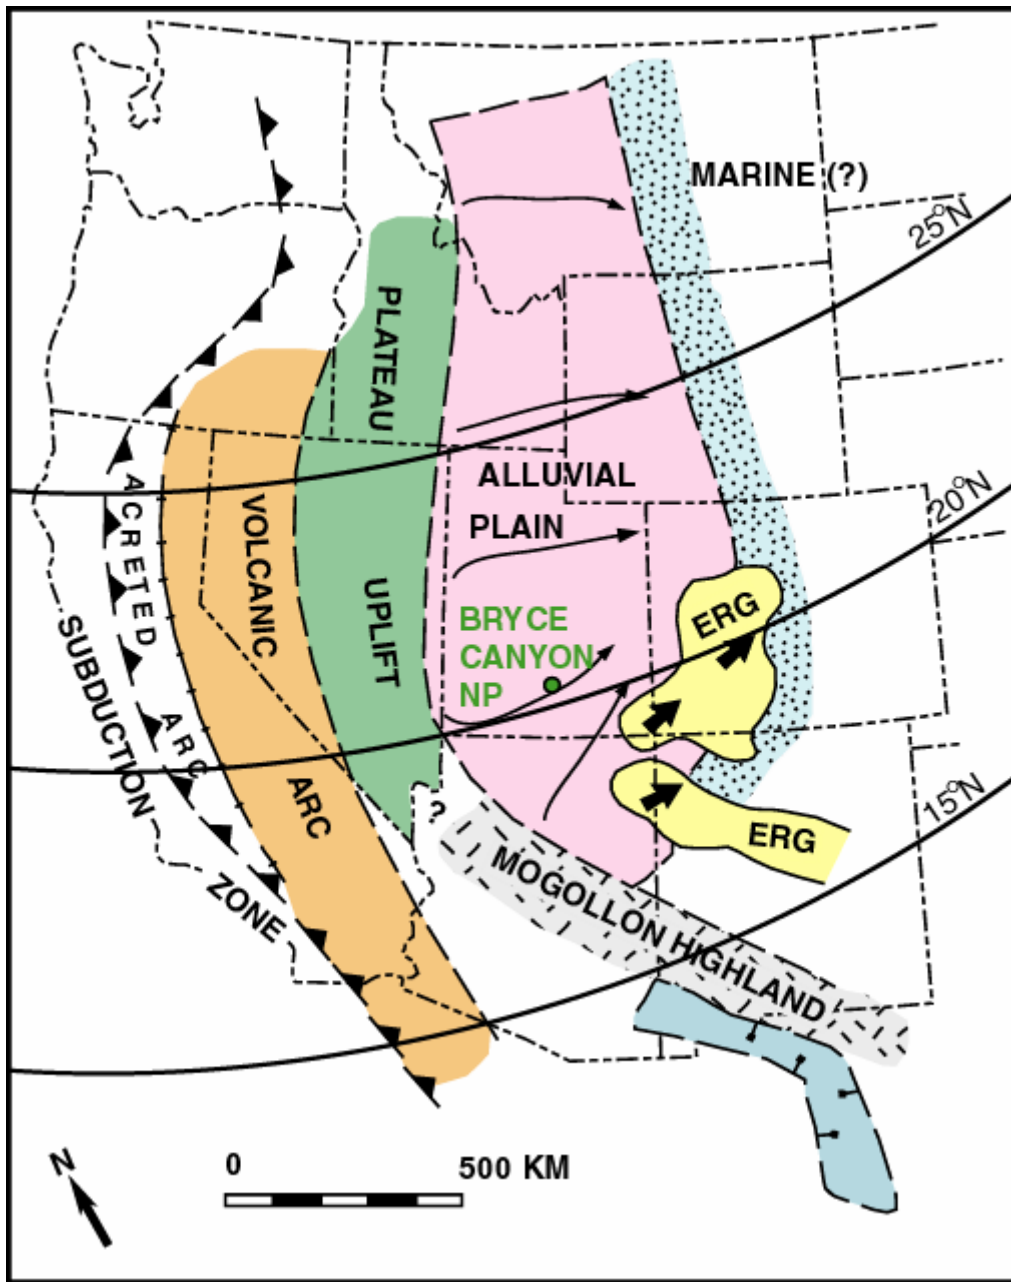 MARINE (?)
25°N
PLATEAU
UPLIFT
ALLUVIAL
PLAIN
VOLCANIC
ARC
ACRETED
ARC
SUBDUCTION
ZONE
20°N
BRYCE
CANYON
NP
ERG
15°N
?
ERG
MOGOLLON HIGHLAND
N
0
500 KM